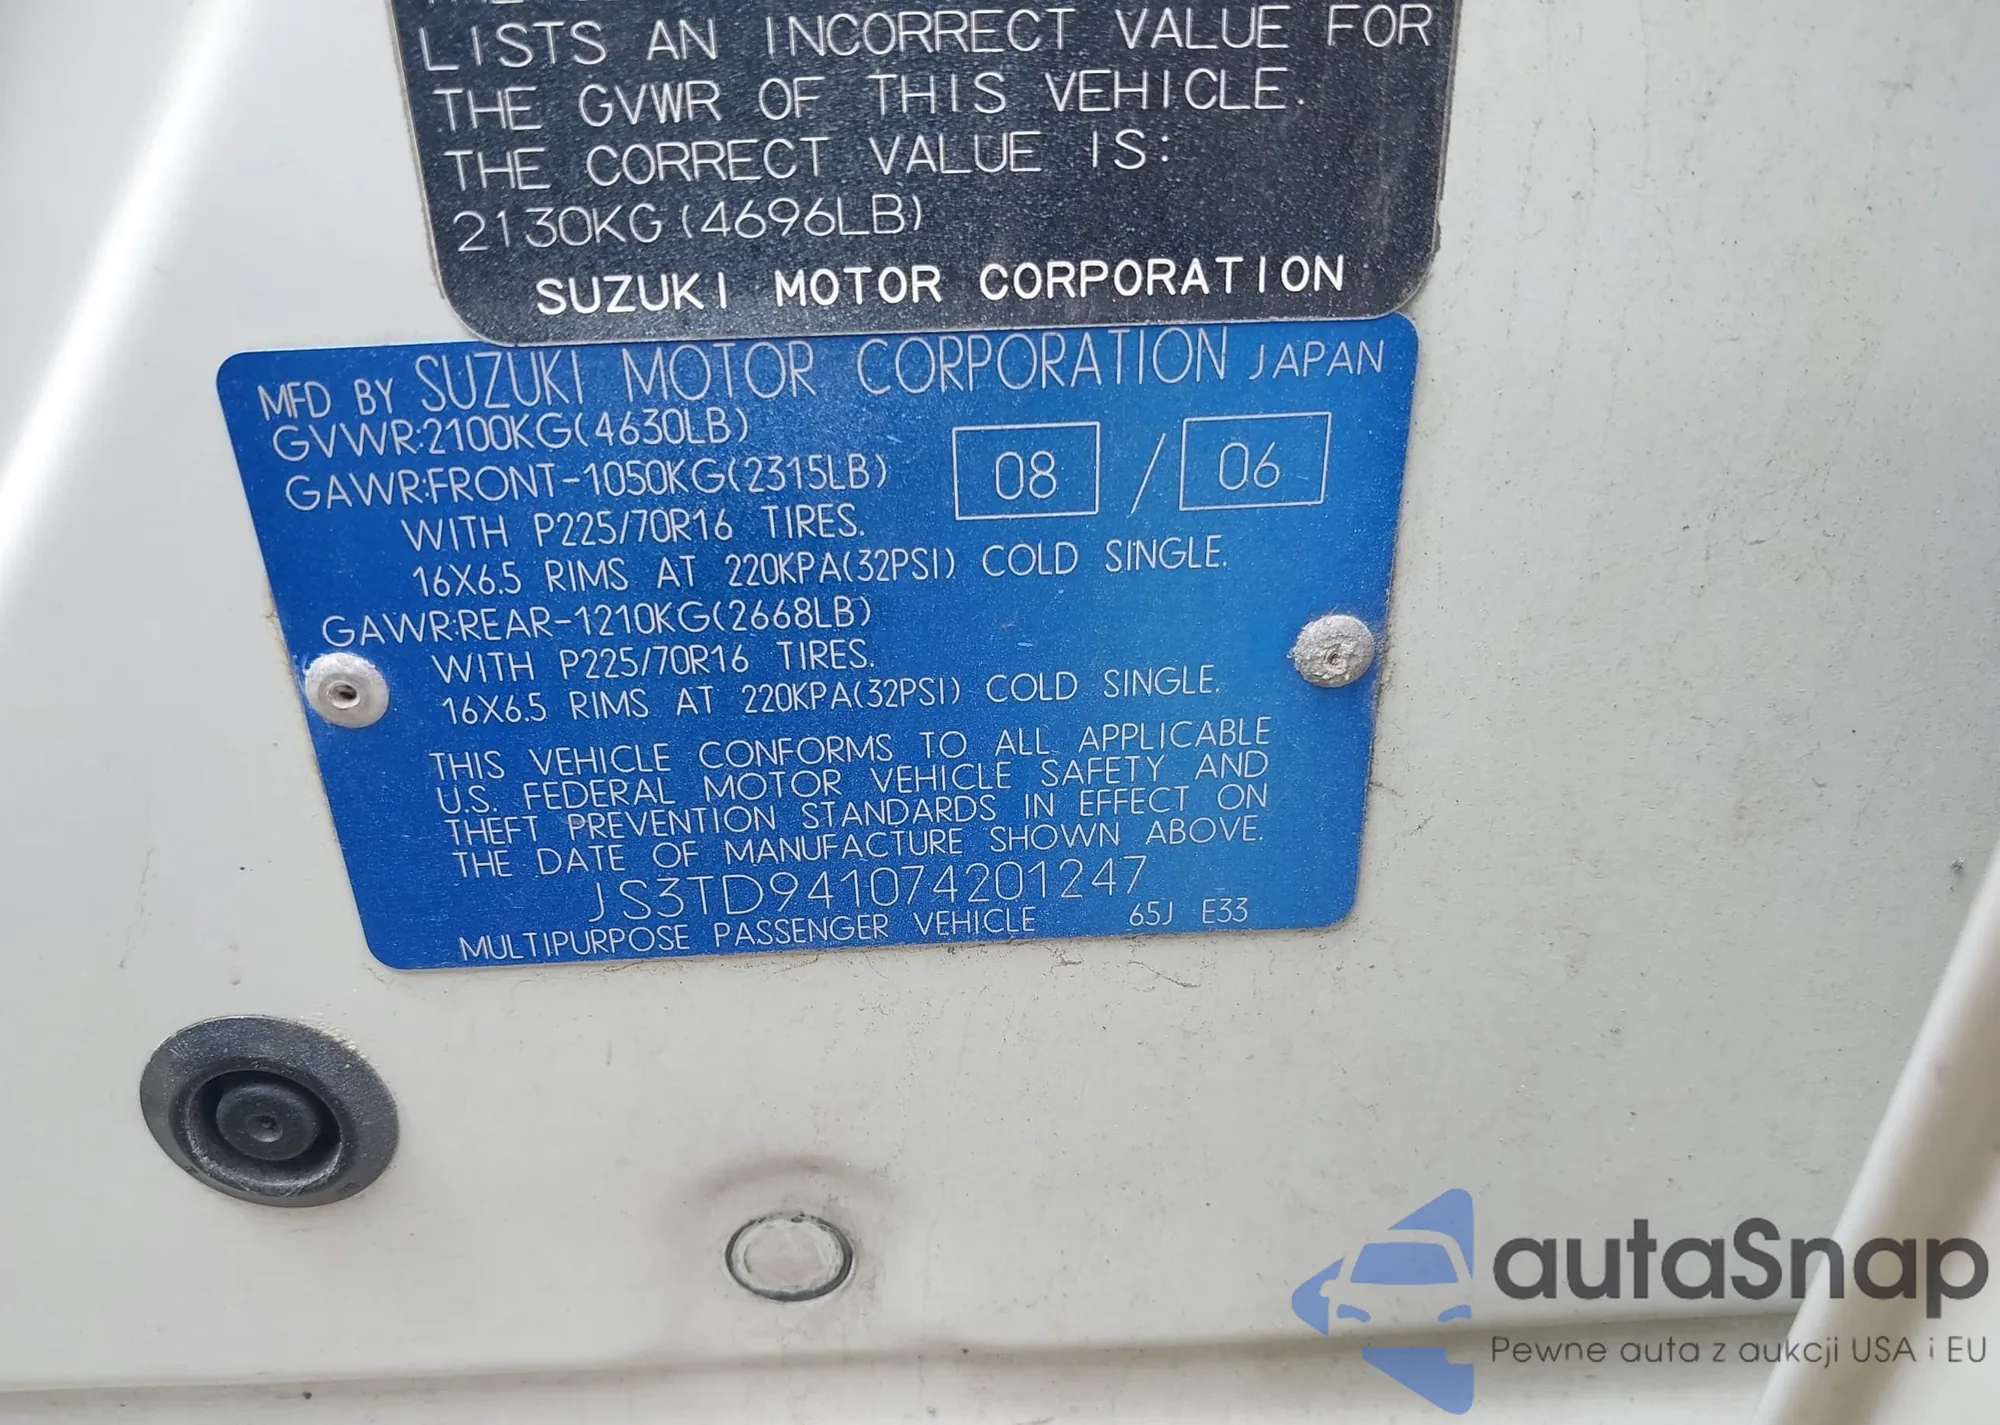 LISTS AN INCORRECT VALUE FOR
THE GVWR OF THIS VEHICLE.
THE CORRECT VALUE IS:
2130KG(4696LB)
SUZUKI MOTOR CORPORATION
MFD BY SUZUKI MOTOR CORPORATION JAPAN
GVWR:2100KG(4630LB)
08 / 06
GAWR:FRONT-1050KG(2315LB)
WITH P225/70R16 TIRES.
16X6.5 RIMS AT 220KPA(32PSI) COLD SINGLE.
GAWR:REAR-1210KG(2668LB)
WITH P225/70R16 TIRES.
16X6.5 RIMS AT 220KPA(32PSI) COLD SINGLE.
THIS VEHICLE CONFORMS TO ALL APPLICABLE
U.S. FEDERAL MOTOR VEHICLE SAFETY AND
THEFT PREVENTION STANDARDS IN EFFECT ON
THE DATE OF MANUFACTURE SHOWN ABOVE.
JS3TD941074201247
MULTIPURPOSE PASSENGER VEHICLE 65J E33
autaSnap
Pewne auta z aukcji USA i EU